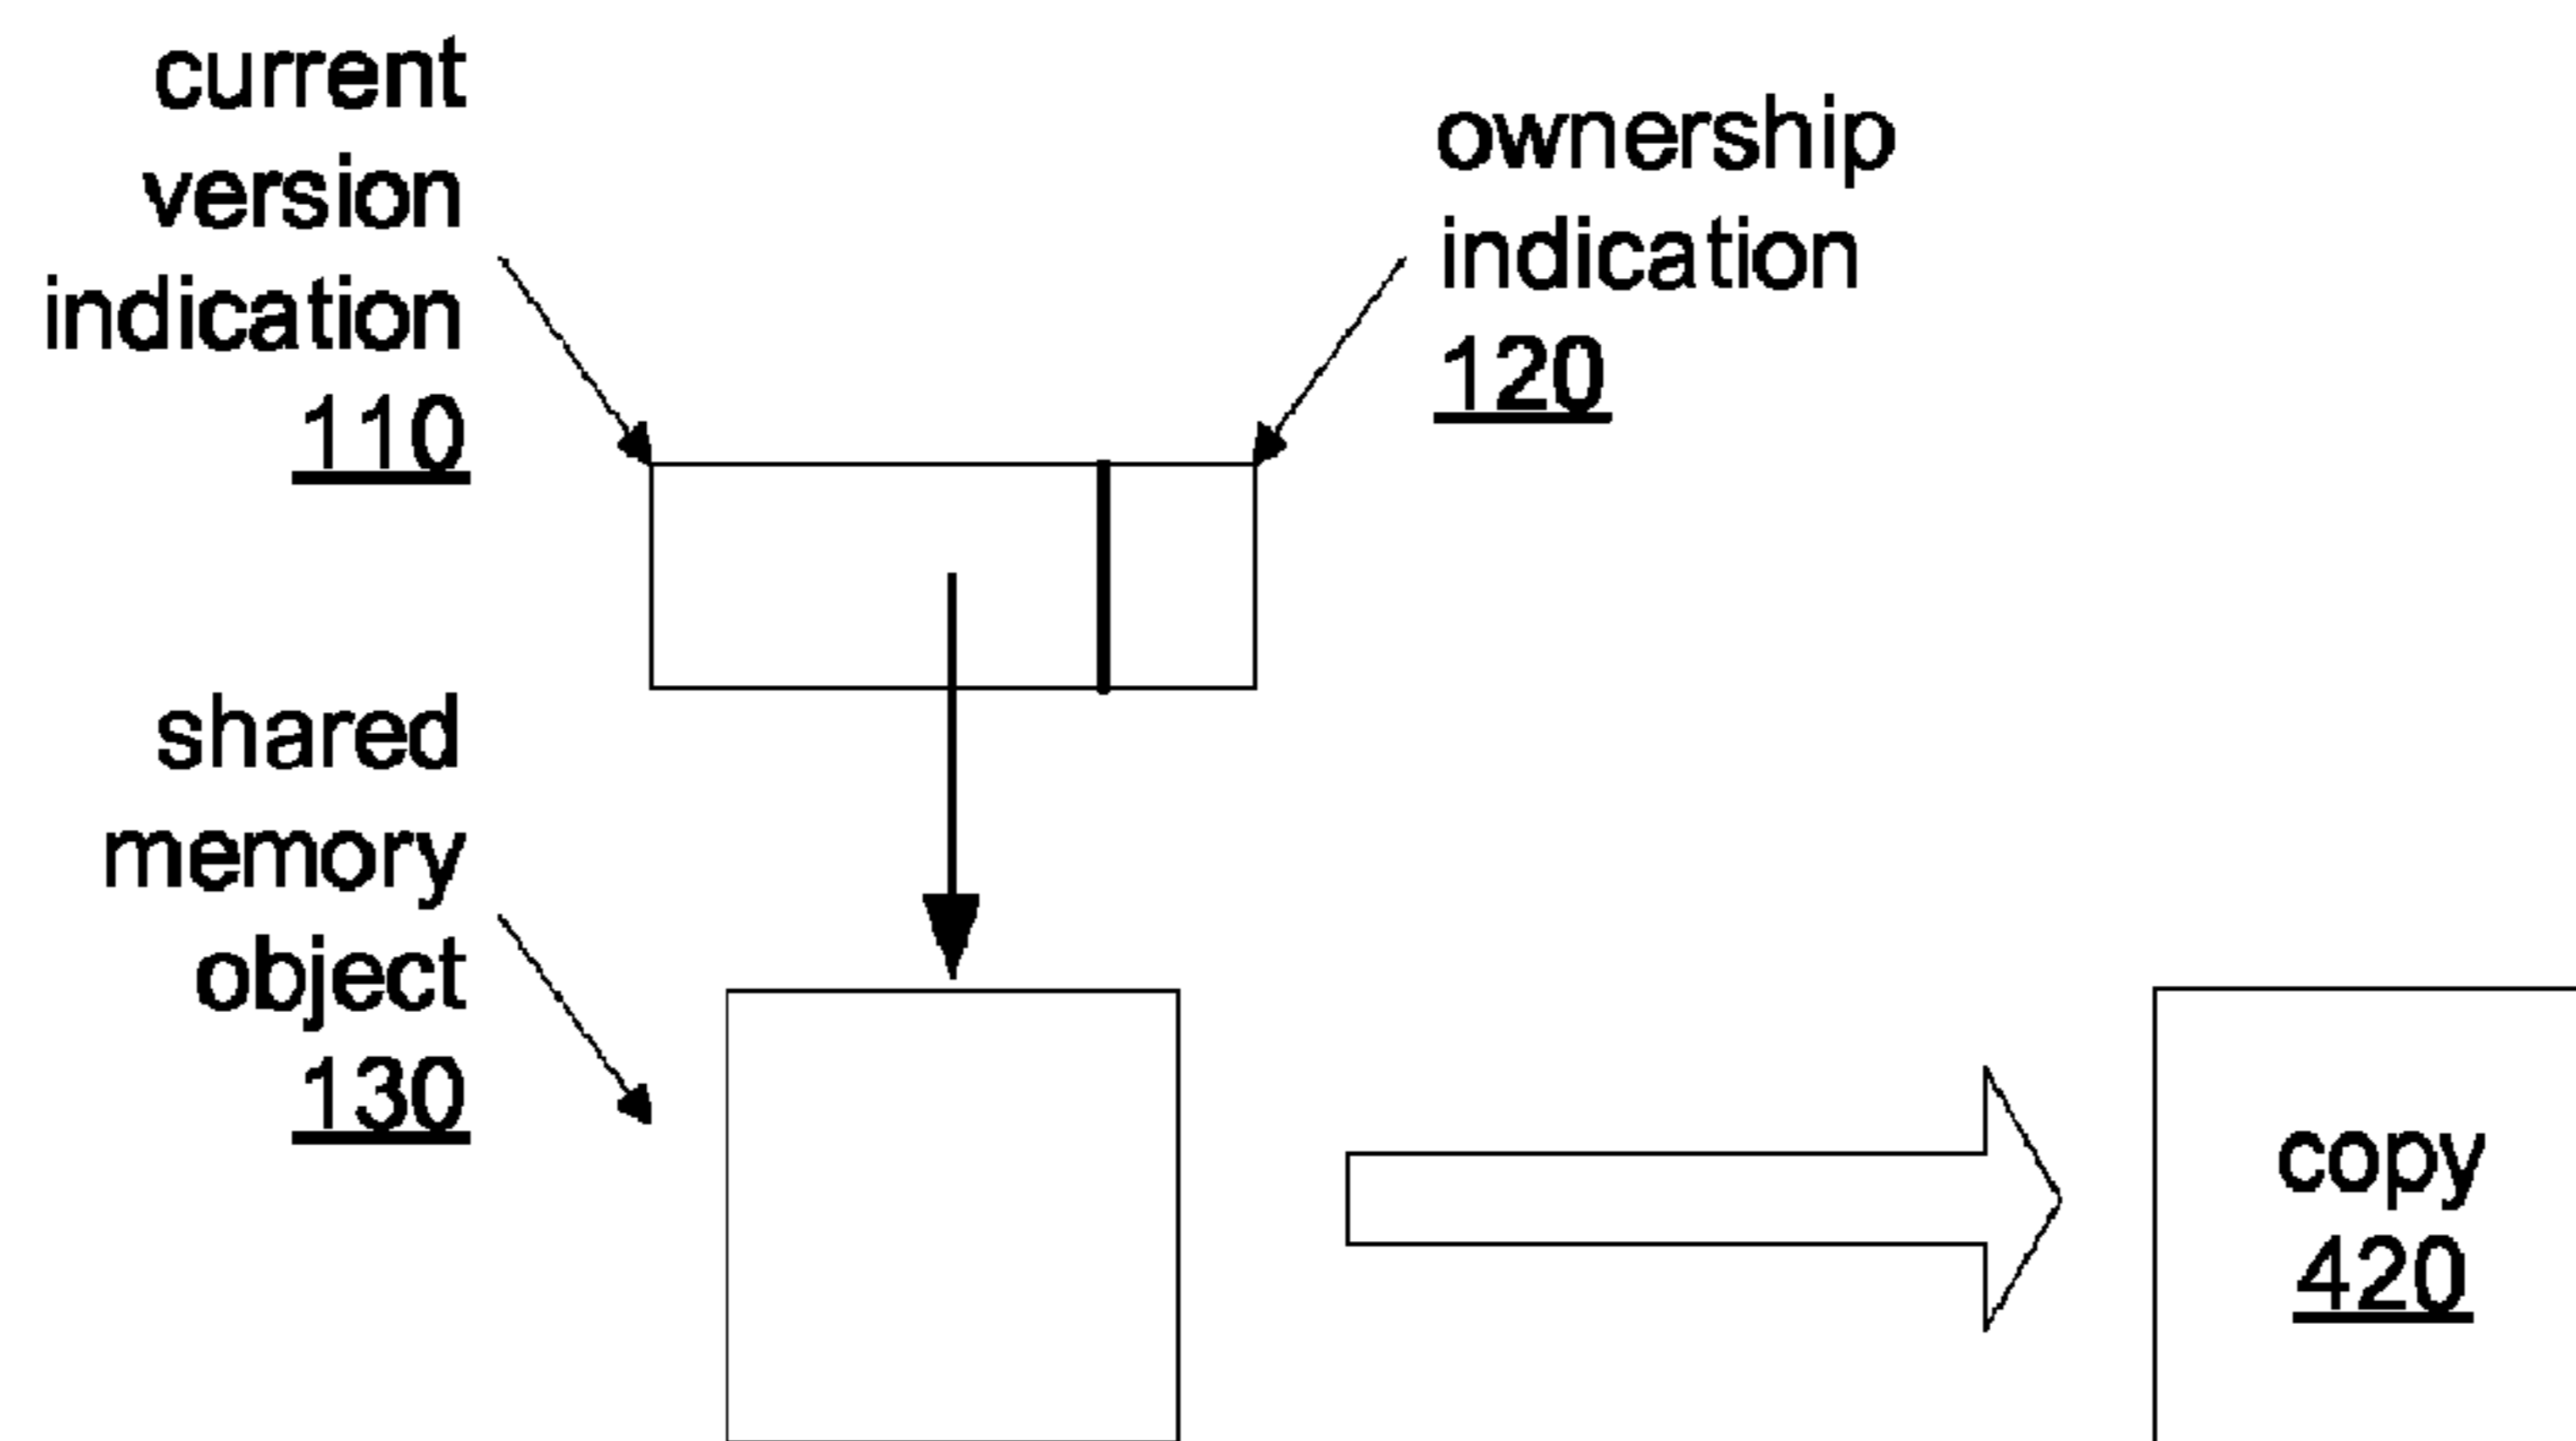 current
version
indication
110
ownership
indication
120
shared
memory
object
130
copy
420